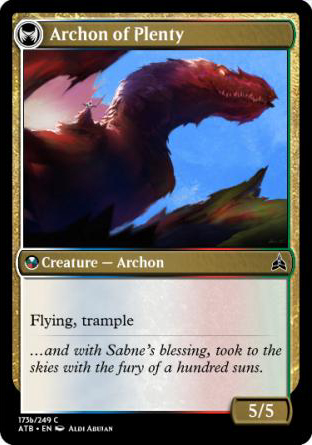 Archon of Plenty
Creature — Archon
Flying, trample
…and with Sabne's blessing, took to the
skies with the fury of a hundred suns.
5/5
173b/249 C
ATB • EN Aldi Abuian